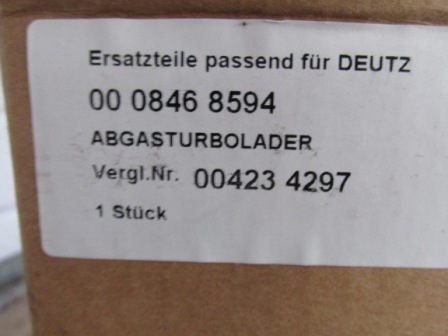 Ersatzteile passend für DEUTZ
00 0846 8594
ABGASTURBOLADER
Vergl.Nr. 00423 4297
1 Stück